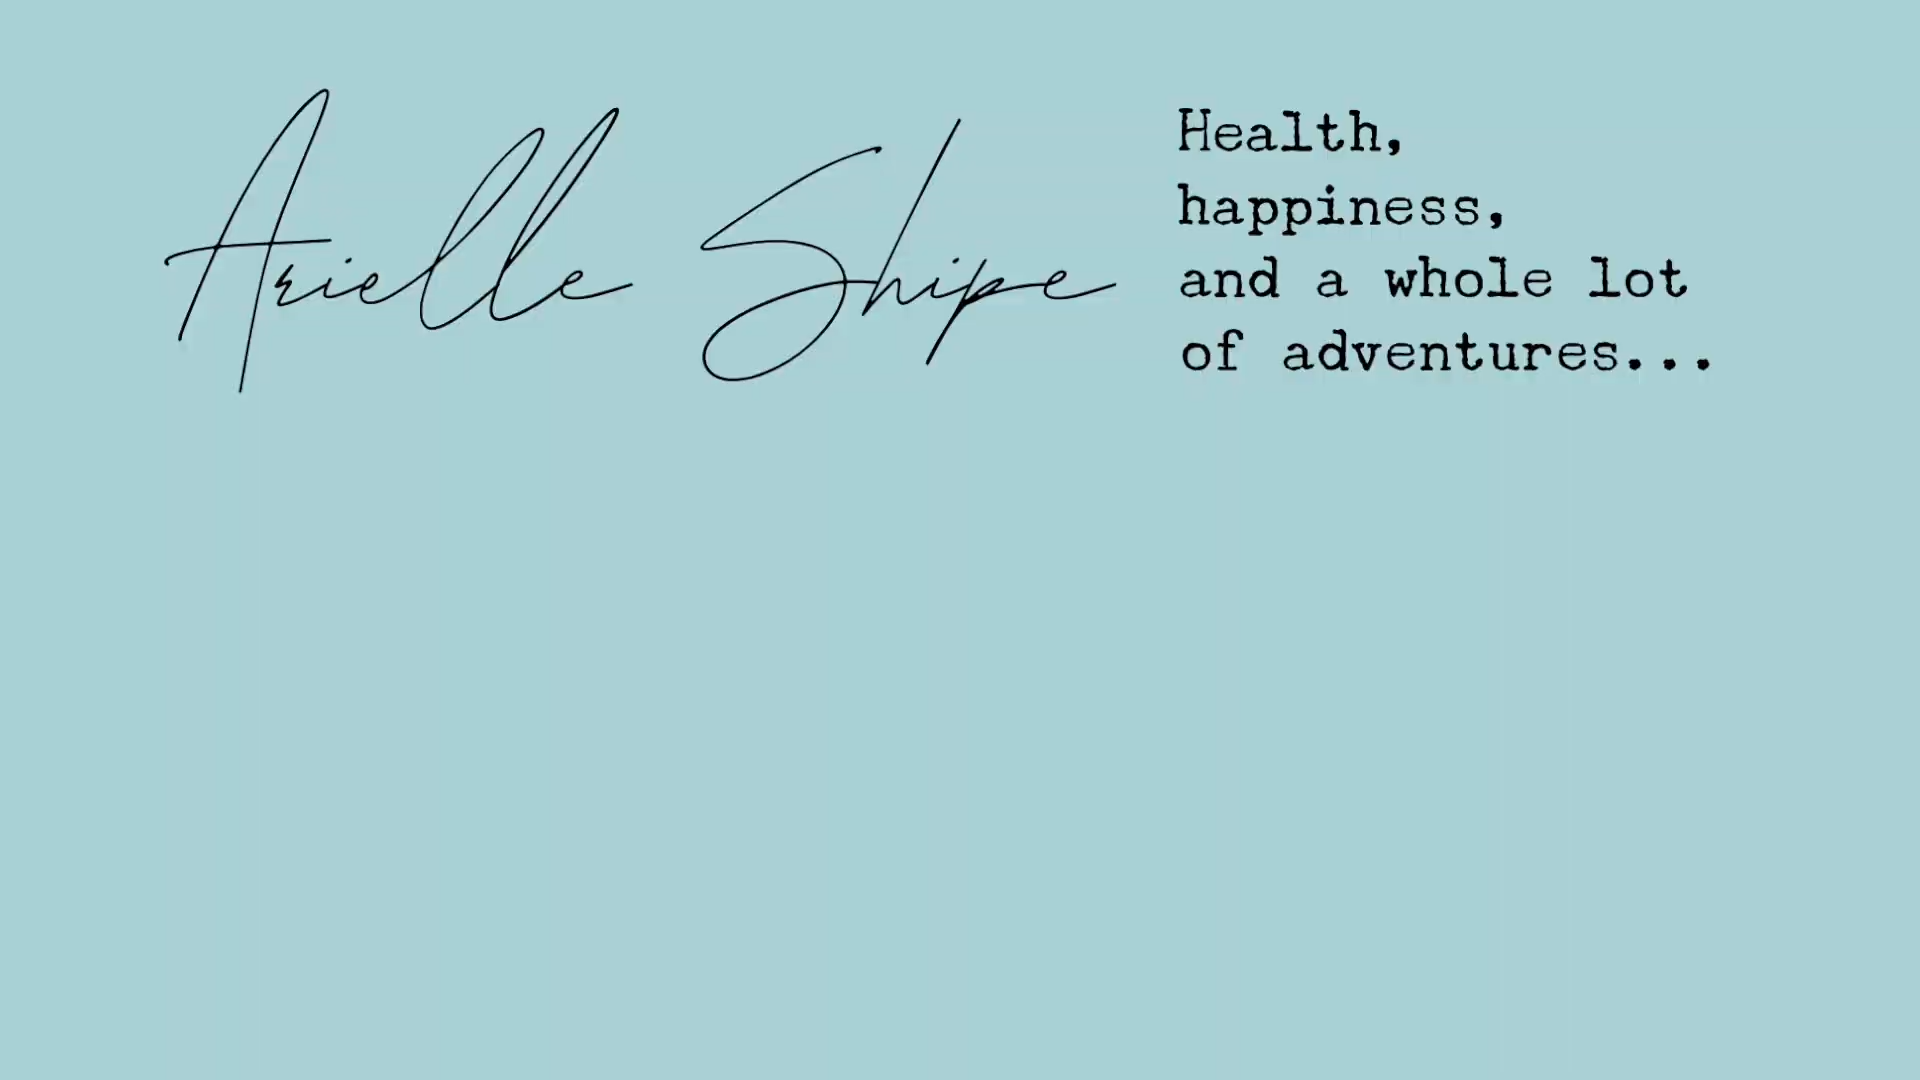 Arielle Shipe
Health,
happiness,
and a whole lot
of adventures...